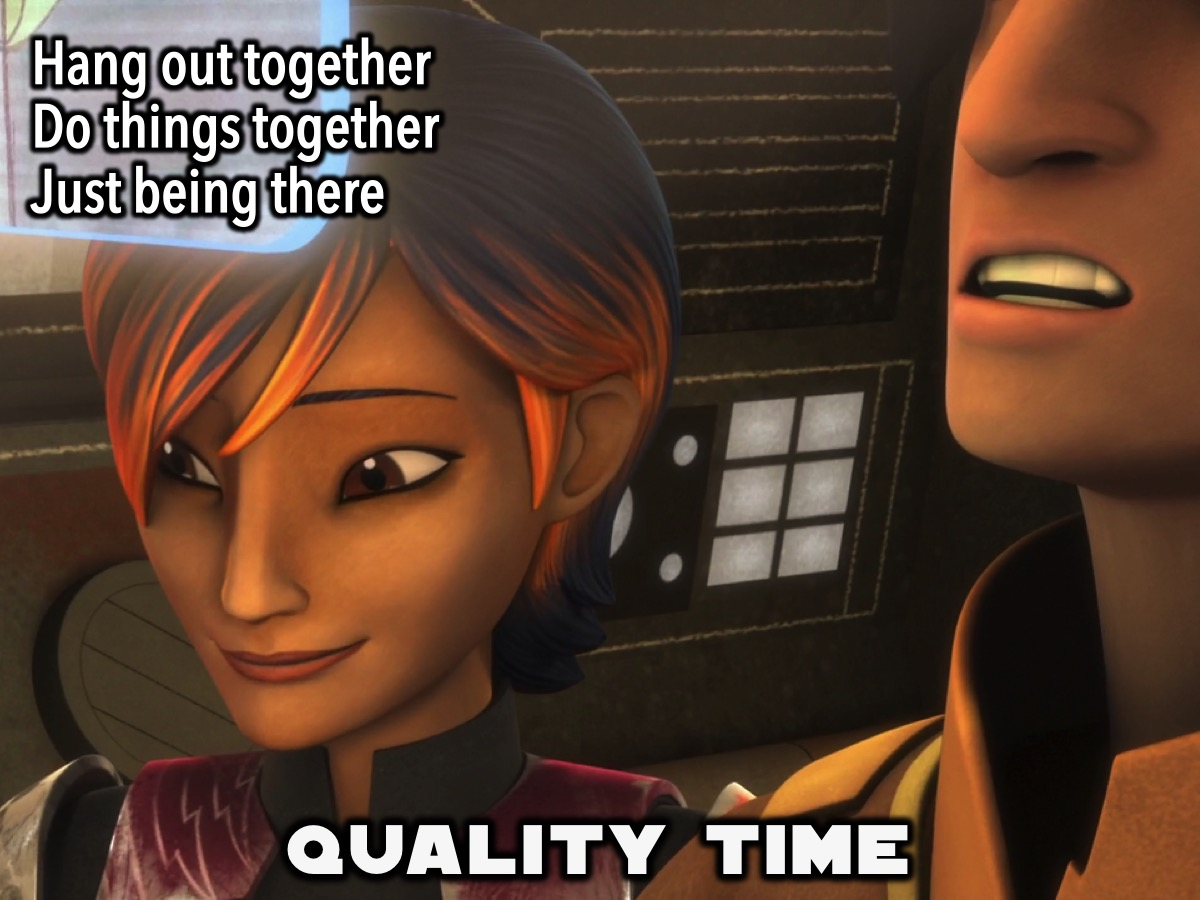 Hang out together
Do things together
Just being there
QUALITY TIME